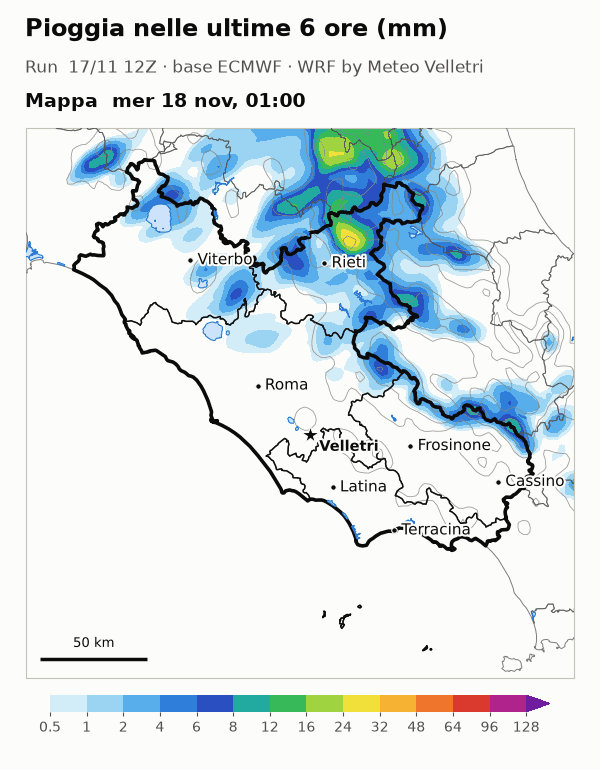 Pioggia nelle ultime 6 ore (mm)
Run 17/11 12Z · base ECMWF · WRF by Meteo Velletri
Mappa mer 18 nov, 01:00
Viterbo
Rieti
Roma
Velletri
Frosinone
Latina
Cassino
Terracina
50 km
0.5 1 2 4 6 8 12 16 24 32 48 64 96 128